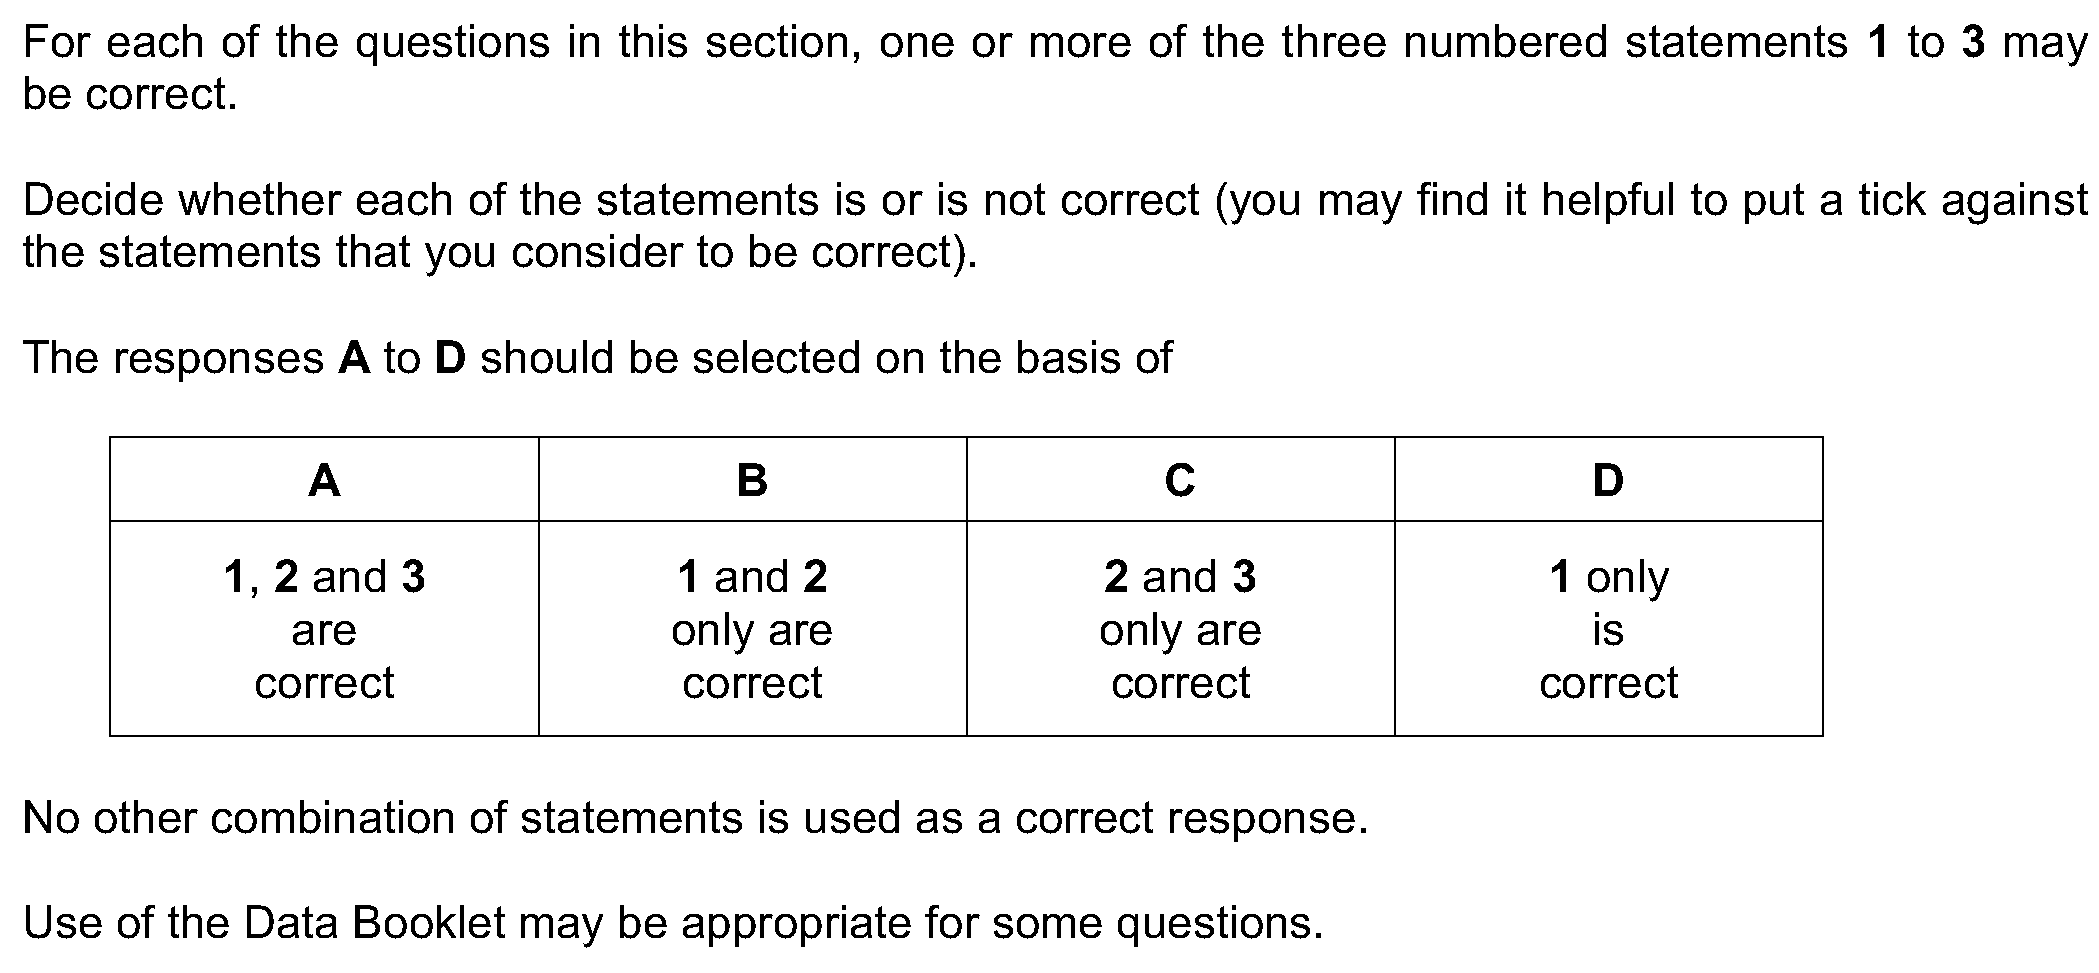 For each of the questions in this section, one or more of the three numbered statements 1 to 3 may
be correct.
Decide whether each of the statements is or is not correct (you may find it helpful to put a tick against
the statements that you consider to be correct).
The responses A to D should be selected on the basis of
A B C D
1, 2 and 3 1 and 2 2 and 3 1 only
are only are only are is
correct correct correct correct
No other combination of statements is used as a correct response.
Use of the Data Booklet may be appropriate for some questions.